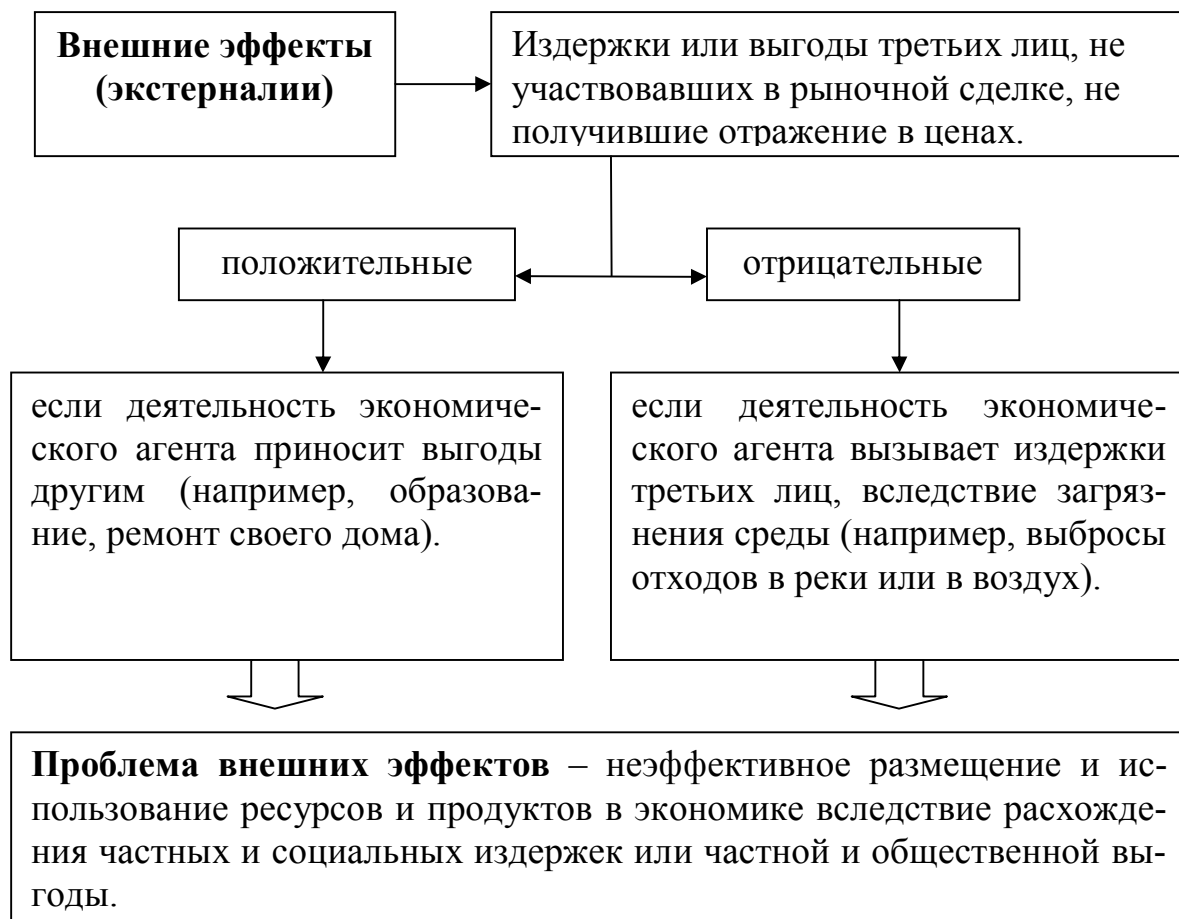 Внешние эффекты
(экстерналии)
Издержки или выгоды третьих лиц, не
участвовавших в рыночной сделке, не
получившие отражение в ценах.
положительные
отрицательные
если деятельность экономиче-
ского агента приносит выгоды
другим (например, образова-
ние, ремонт своего дома).
если деятельность экономиче-
ского агента вызывает издержки
третьих лиц, вследствие загряз-
нения среды (например, выбросы
отходов в реки или в воздух).
Проблема внешних эффектов – неэффективное размещение и ис-
пользование ресурсов и продуктов в экономике вследствие расхожде-
ния частных и социальных издержек или частной и общественной вы-
годы.